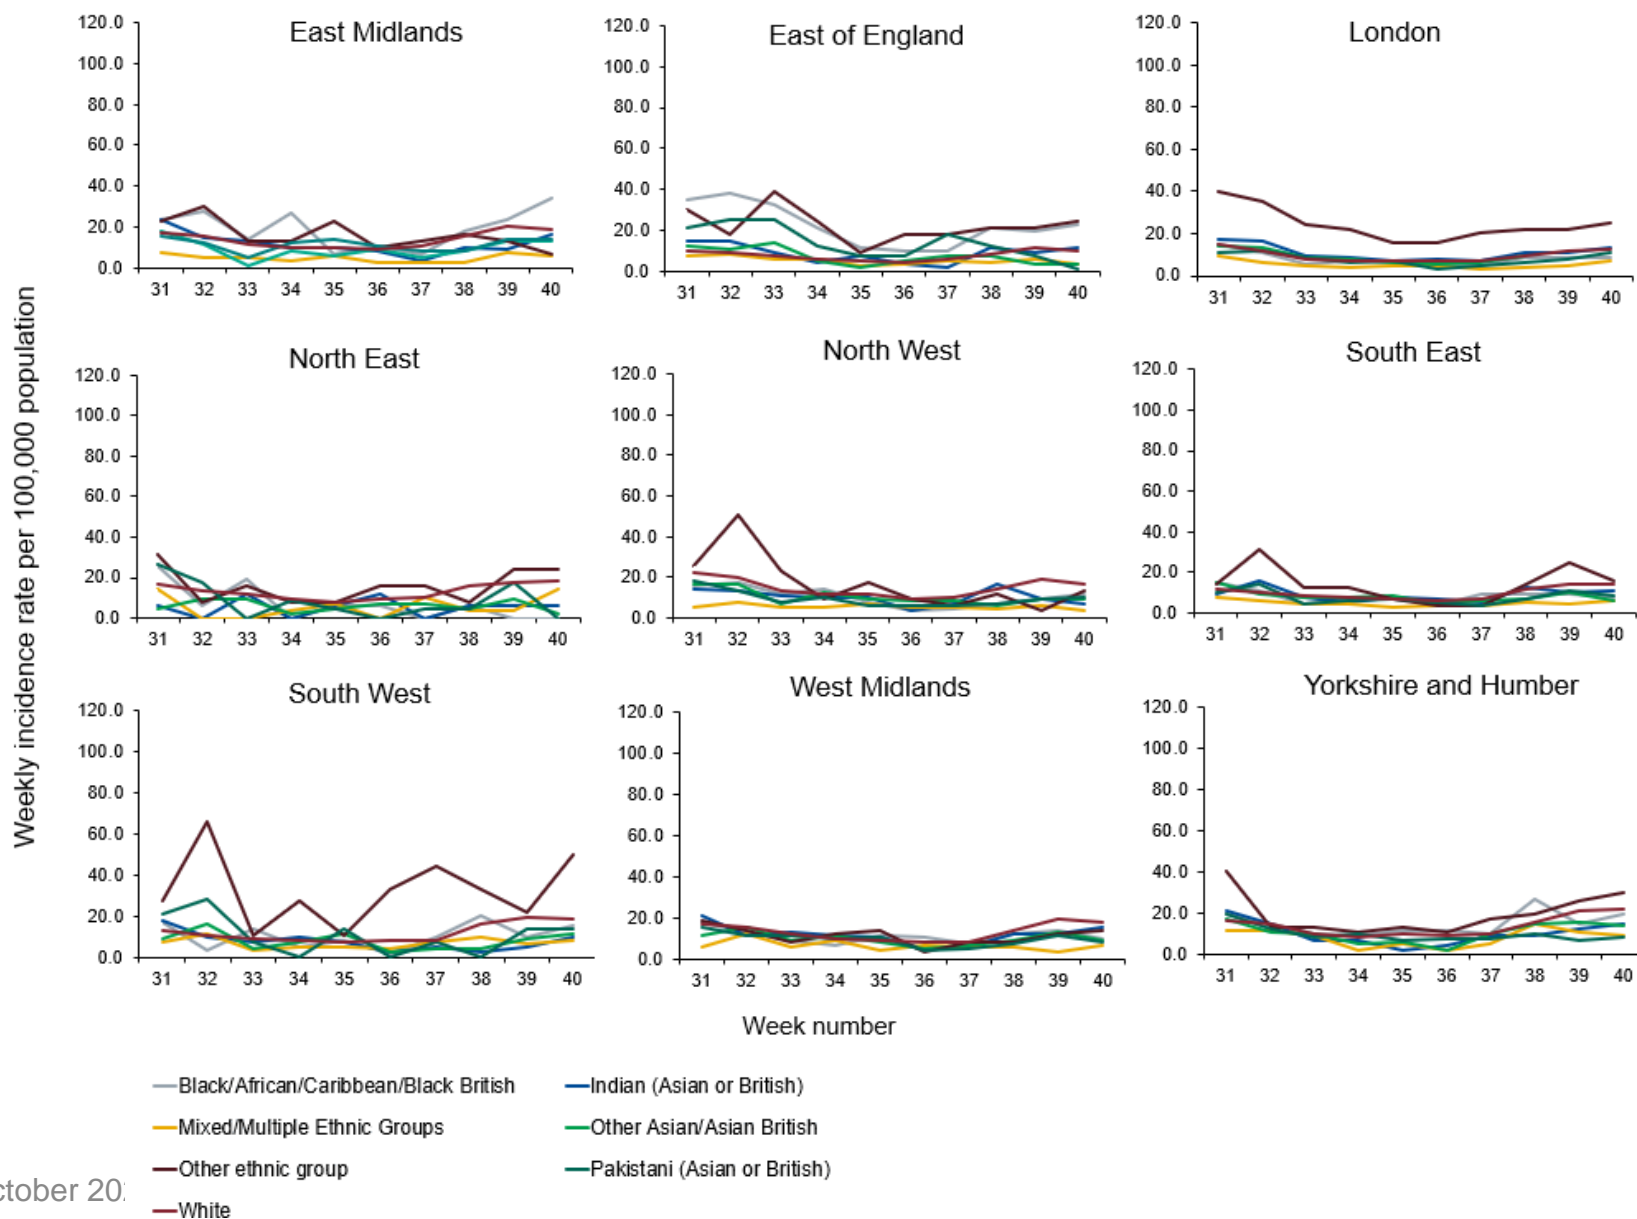 East Midlands
120.0
100.0
80.0
60.0
40.0
20.0
0.0
31 32 33 34 35 36 37 38 39 40
East of England
120.0
100.0
80.0
60.0
40.0
20.0
0.0
31 32 33 34 35 36 37 38 39 40
London
120.0
100.0
80.0
60.0
40.0
20.0
0.0
31 32 33 34 35 36 37 38 39 40
Weekly incidence rate per 100,000 population
North East
120.0
100.0
80.0
60.0
40.0
20.0
0.0
31 32 33 34 35 36 37 38 39 40
North West
120.0
100.0
80.0
60.0
40.0
20.0
0.0
31 32 33 34 35 36 37 38 39 40
South East
120.0
100.0
80.0
60.0
40.0
20.0
0.0
31 32 33 34 35 36 37 38 39 40
South West
120.0
100.0
80.0
60.0
40.0
20.0
0.0
31 32 33 34 35 36 37 38 39 40
West Midlands
120.0
100.0
80.0
60.0
40.0
20.0
0.0
31 32 33 34 35 36 37 38 39 40
Yorkshire and Humber
120.0
100.0
80.0
60.0
40.0
20.0
0.0
31 32 33 34 35 36 37 38 39 40
Week number
Black/African/Caribbean/Black British
Indian (Asian or British)
Mixed/Multiple Ethnic Groups
Other Asian/Asian British
Other ethnic group
Pakistani (Asian or British)
White
ctober 20